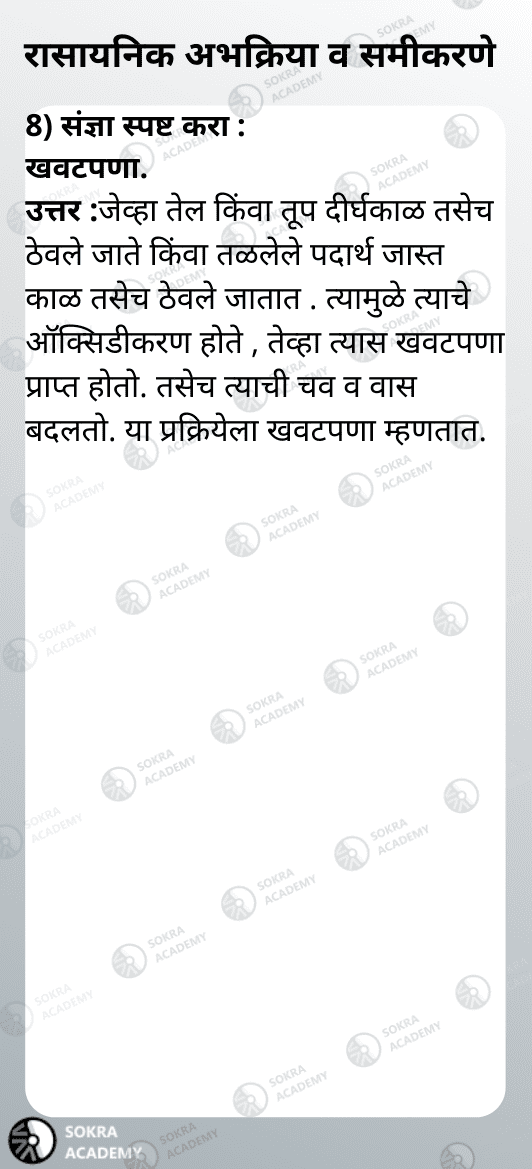 रासायनिक अभक्रिया व समीकरणे
8) संज्ञा स्पष्ट करा :
खवटपणा.
उत्तर :जेव्हा तेल किंवा तूप दीर्घकाळ तसेच
ठेवले जाते किंवा तळलेले पदार्थ जास्त
काळ तसेच ठेवले जातात . त्यामुळे त्याचे
ऑक्सिडीकरण होते , तेव्हा त्यास खवटपणा
प्राप्त होतो. तसेच त्याची चव व वास
बदलतो. या प्रक्रियेला खवटपणा म्हणतात.
SOKRA
ACADEMY